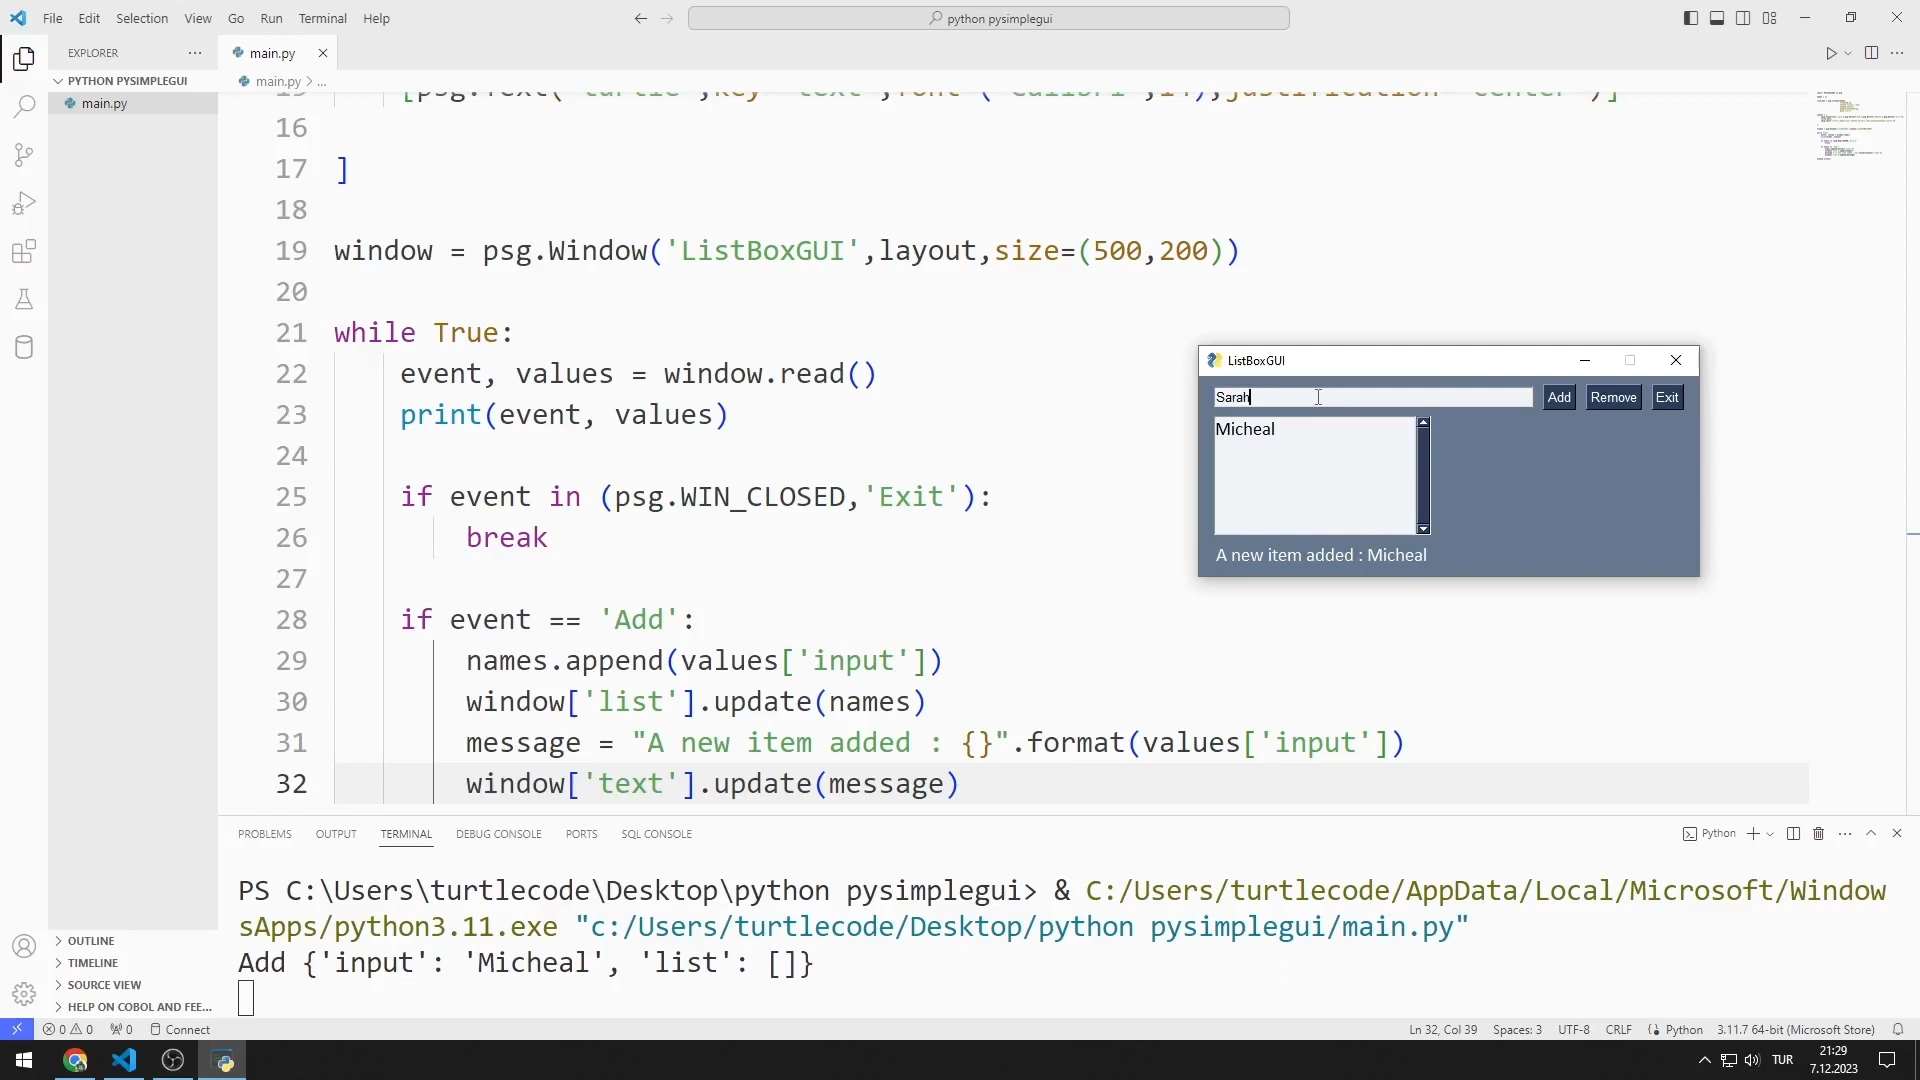 File Edit Selection View Go Run Terminal Help
python pysimplegui
EXPLORER
PYTHON PYSIMPLEGUI
main.py
main.py
main.py > ...
16
17 ]
18
19 window = psg.Window('ListBoxGUI',layout,size=(500,200))
20
21 while True:
22 event, values = window.read()
23 print(event, values)
24
25 if event in (psg.WIN_CLOSED,'Exit'):
26 break
27
28 if event == 'Add':
29 names.append(values['input'])
30 window['list'].update(names)
31 message = "A new item added : {}".format(values['input'])
32 window['text'].update(message)
ListBoxGUI
Sarah Add Remove Exit
Micheal
A new item added : Micheal
PROBLEMS OUTPUT TERMINAL DEBUG CONSOLE PORTS SQL CONSOLE
Python
PS C:\Users\turtlecode\Desktop\python pysimplegui> & C:/Users/turtlecode/AppData/Local/Microsoft/Window
sApps/python3.11.exe "c:/Users/turtlecode/Desktop/python pysimplegui/main.py"
Add {'input': 'Micheal', 'list': []}
OUTLINE
TIMELINE
SOURCE VIEW
HELP ON COBOL AND FEE...
0 0 0 Connect
Ln 32, Col 39 Spaces: 3 UTF-8 CRLF Python 3.11.7 64-bit (Microsoft Store)
TUR
21:29
7.12.2023